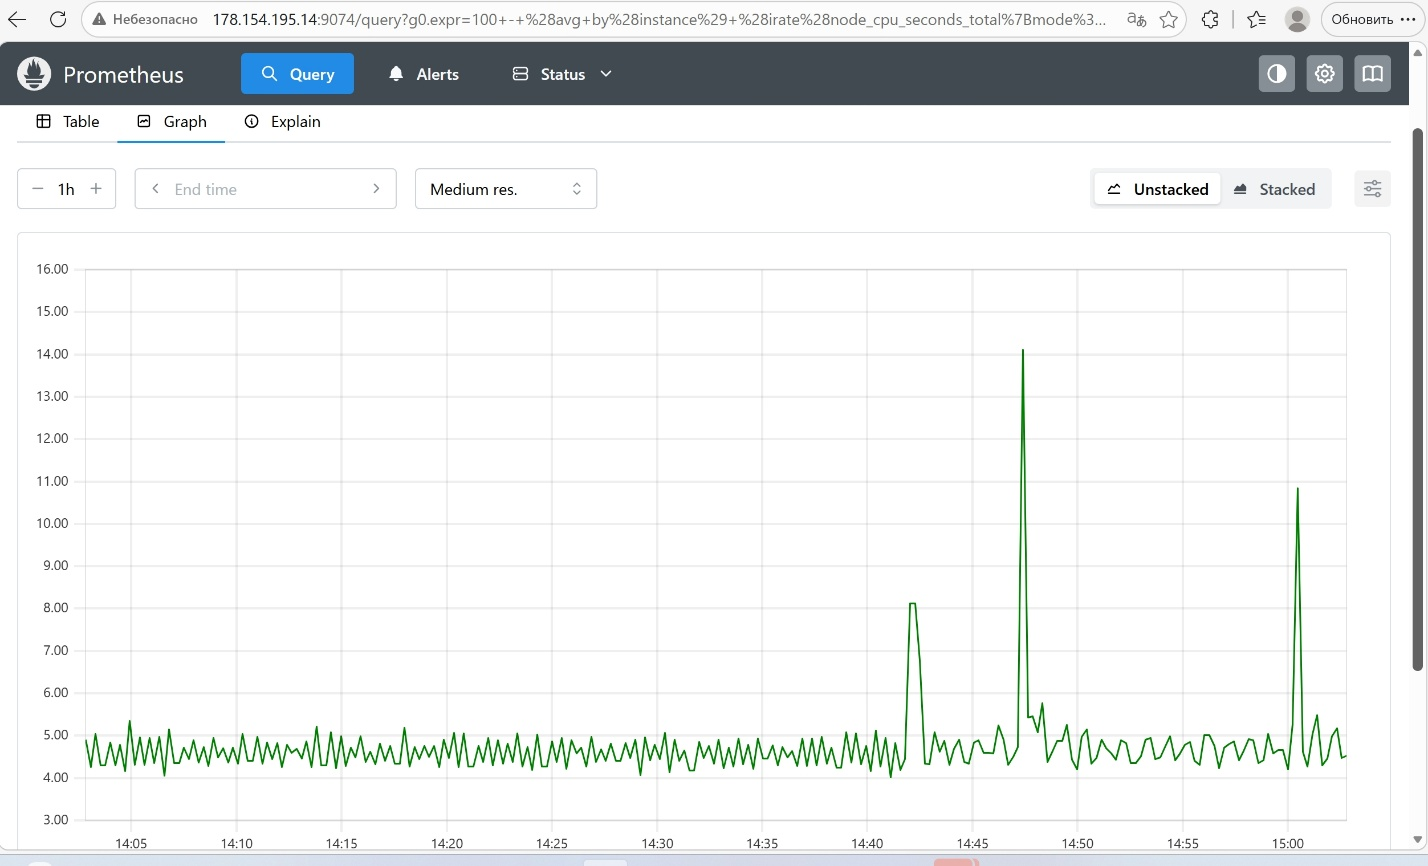 Небезопасно 178.154.195.14:9074/query?g0.expr=100+-+%28avg+by%28instance%29+%28irate%28node_cpu_seconds_total%7Bmode%3... Обновить
Prometheus Query Alerts Status
Table Graph Explain
1h End time Medium res. Unstacked Stacked
16.00
15.00
14.00
13.00
12.00
11.00
10.00
9.00
8.00
7.00
6.00
5.00
4.00
3.00
14:05 14:10 14:15 14:20 14:25 14:30 14:35 14:40 14:45 14:50 14:55 15:00